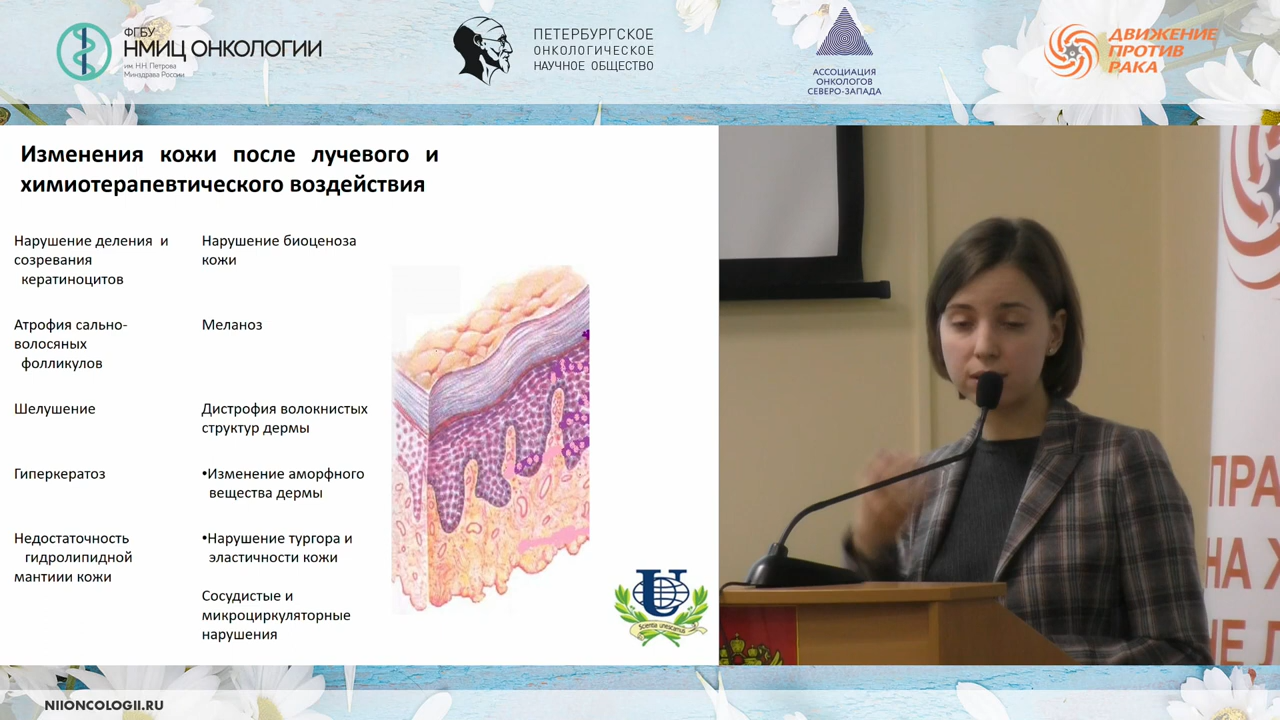 ФГБУ
НМИЦ ОНКОЛОГИИ
им. Н.Н. Петрова
Минздрава России
ПЕТЕРБУРГСКОЕ
ОНКОЛОГИЧЕСКОЕ
НАУЧНОЕ ОБЩЕСТВО
АССОЦИАЦИЯ
ОНКОЛОГОВ
СЕВЕРО-ЗАПАДА
ДВИЖЕНИЕ
ПРОТИВ
РАКА
Изменения кожи после лучевого и
химиотерапевтического воздействия
Нарушение деления и
созревания
кератиноцитов
Атрофия сально-
волосяных
фолликулов
Шелушение
Гиперкератоз
Недостаточность
гидролипидной
мантиии кожи
Нарушение биоценоза
кожи
Меланоз
Дистрофия волокнистых
структур дермы
•Изменение аморфного
вещества дермы
•Нарушение тургора и
эластичности кожи
Сосудистые и
микроциркуляторные
нарушения
ПРА
НА
НЕ
NIIONCOLOGII.RU